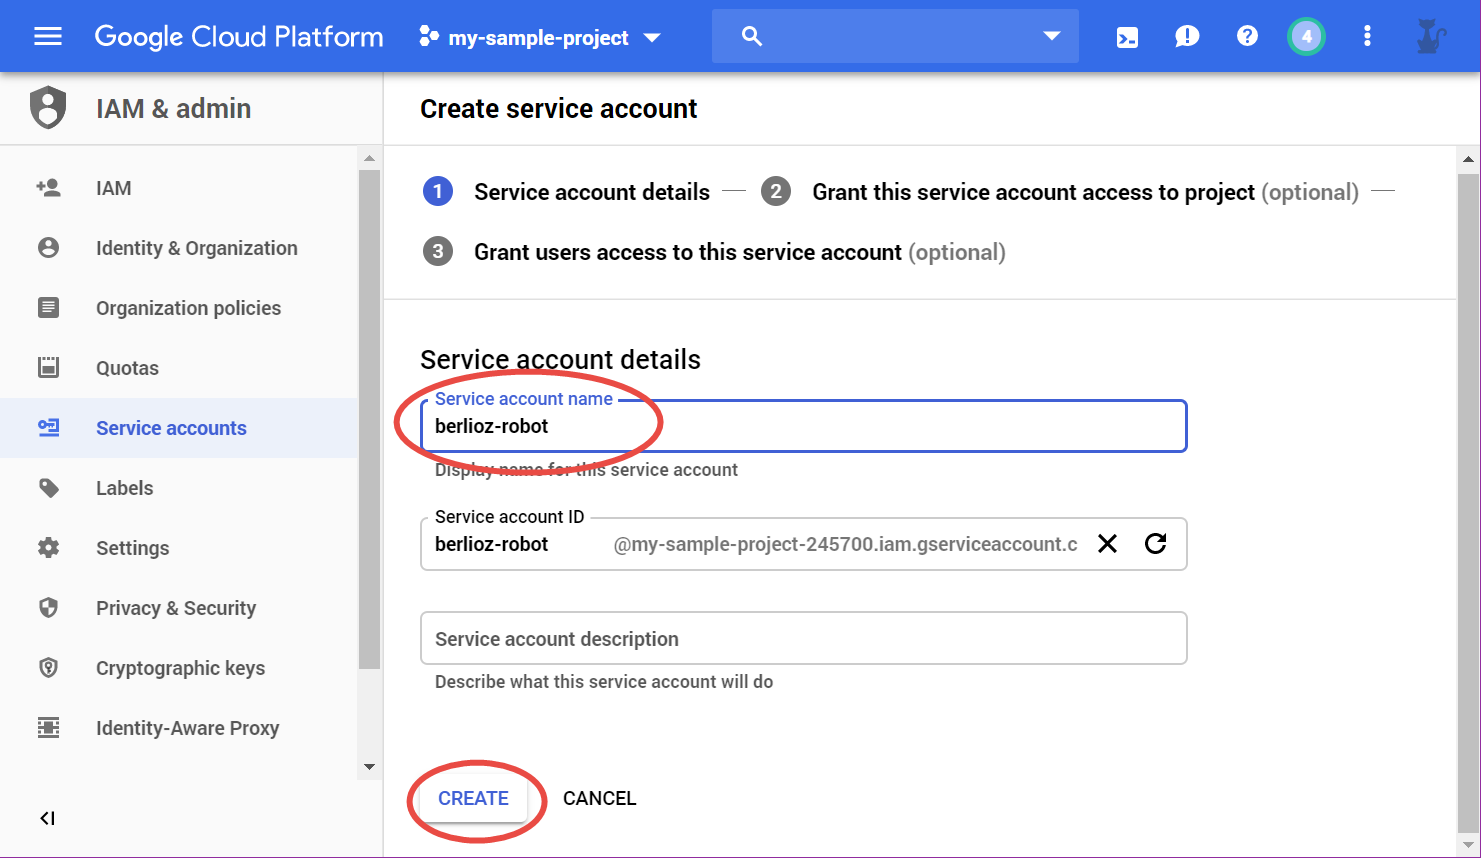 Google Cloud Platform my-sample-project 4
IAM & admin
IAM
Identity & Organization
Organization policies
Quotas
Service accounts
Labels
Settings
Privacy & Security
Cryptographic keys
Identity-Aware Proxy
Create service account
1 Service account details 2 Grant this service account access to project (optional)
3 Grant users access to this service account (optional)
Service account details
Service account name
berlioz-robot
Display name for this service account
Service account ID
berlioz-robot @my-sample-project-245700.iam.gserviceaccount.c
Service account description
Describe what this service account will do
CREATE CANCEL